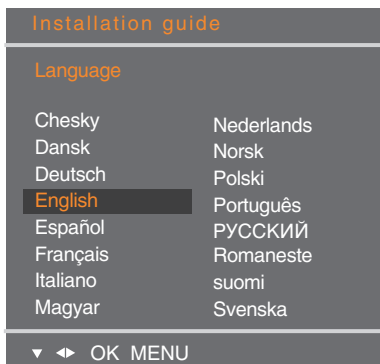 Installation guide
Language
Chesky
Dansk
Deutsch
English
Español
Français
Italiano
Magyar
Nederlands
Norsk
Polski
Português
РУССКИЙ
Romaneste
suomi
Svenska
OK MENU